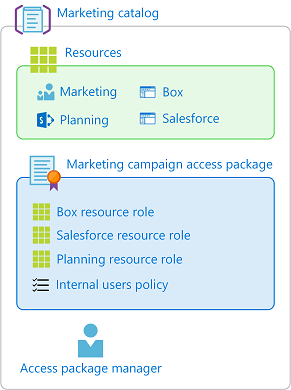 Marketing catalog
Resources
Marketing
Box
Planning
Salesforce
Marketing campaign access package
Box resource role
Salesforce resource role
Planning resource role
Internal users policy
Access package manager